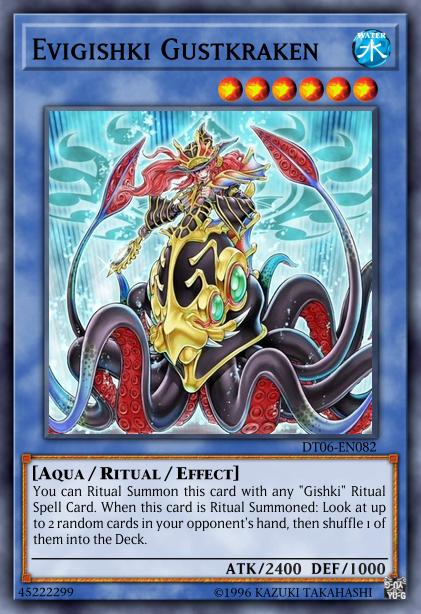 Evigishki Gustkraken
WATER
水
DT06-EN082
[Aqua / Ritual / Effect]
You can Ritual Summon this card with any "Gishki" Ritual
Spell Card. When this card is Ritual Summoned: Look at
up to 2 random cards in your opponent's hand, then shuffle 1 of
them into the Deck.
ATK/2400 DEF/1000
45222299
©1996 KAZUKI TAKAHASHI